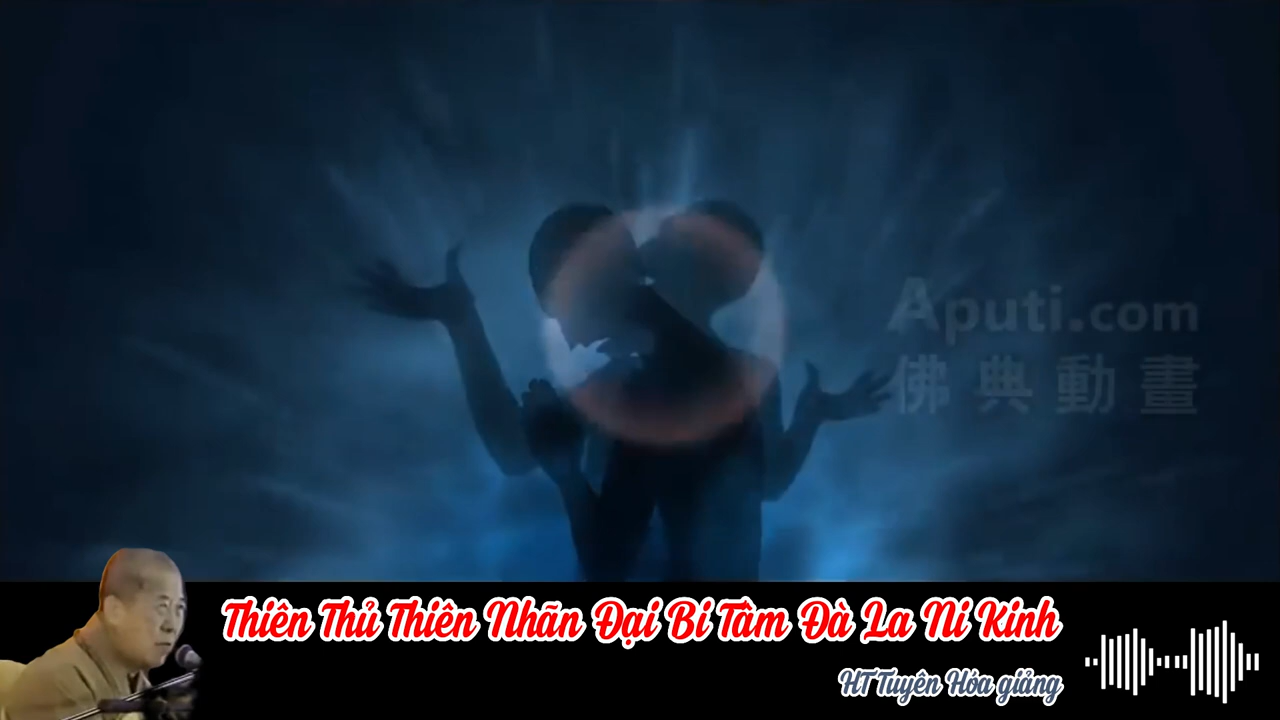 Aputi.com
佛典動畫
Thiên Thủ Thiên Nhãn Đại Bi Tâm Đà La Ni Kinh
HT Tuyên Hóa giảng